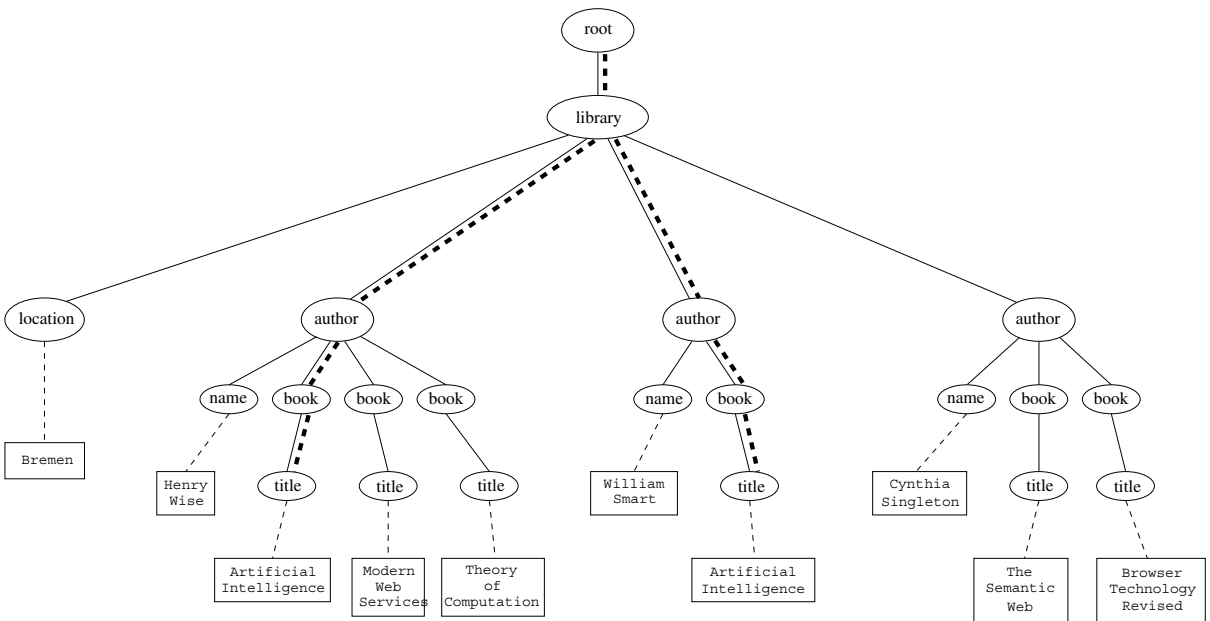 root
library
location
author
author
author
name
book
book
book
name
book
name
book
book
Bremen
Henry
Wise
title
title
title
William
Smart
title
Cynthia
Singleton
title
title
Artificial
Intelligence
Modern
Web
Services
Theory
of
Computation
Artificial
Intelligence
The
Semantic
Web
Browser
Technology
Revised